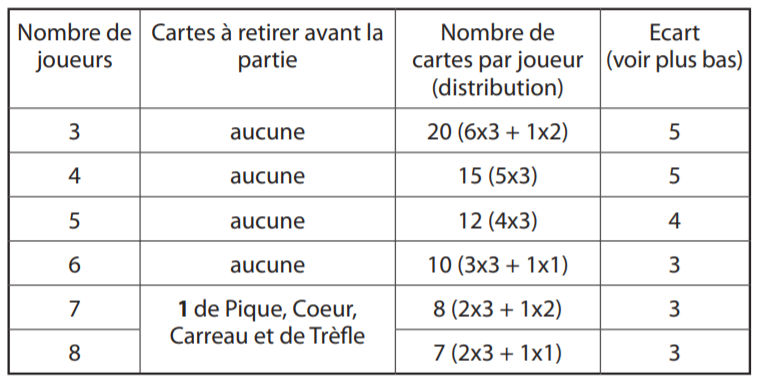 Nombre de joueurs | Cartes à retirer avant la partie | Nombre de cartes par joueur (distribution) | Ecart (voir plus bas)
3 | aucune | 20 (6x3 + 1x2) | 5
4 | aucune | 15 (5x3) | 5
5 | aucune | 12 (4x3) | 4
6 | aucune | 10 (3x3 + 1x1) | 3
7 | 1 de Pique, Coeur, Carreau et de Trèfle | 8 (2x3 + 1x2) | 3
8 | 7 (2x3 + 1x1) | 3